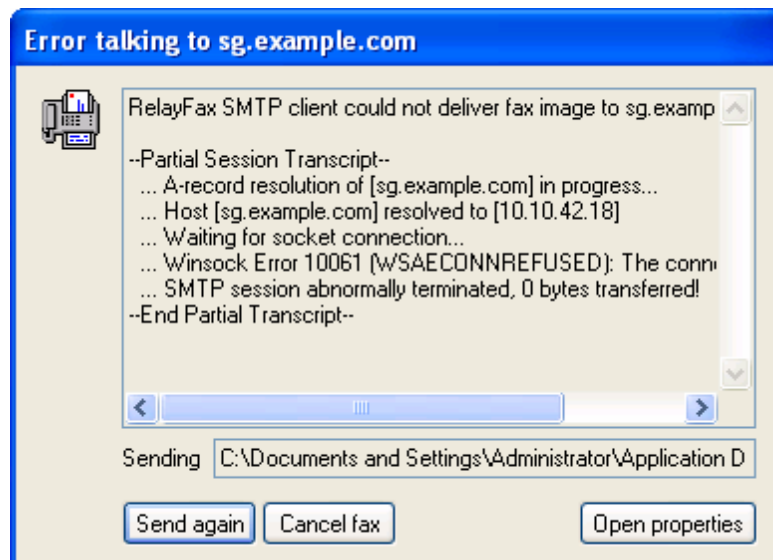 Error talking to sg.example.com
RelayFax SMTP client could not deliver fax image to sg.examp
--Partial Session Transcript--
... A-record resolution of [sg.example.com] in progress...
... Host [sg.example.com] resolved to [10.10.42.18]
... Waiting for socket connection...
... Winsock Error 10061 (WSAECONNREFUSED): The conn
... SMTP session abnormally terminated, 0 bytes transferred!
--End Partial Transcript--
Sending C:\Documents and Settings\Administrator\Application D
Send again Cancel fax Open properties